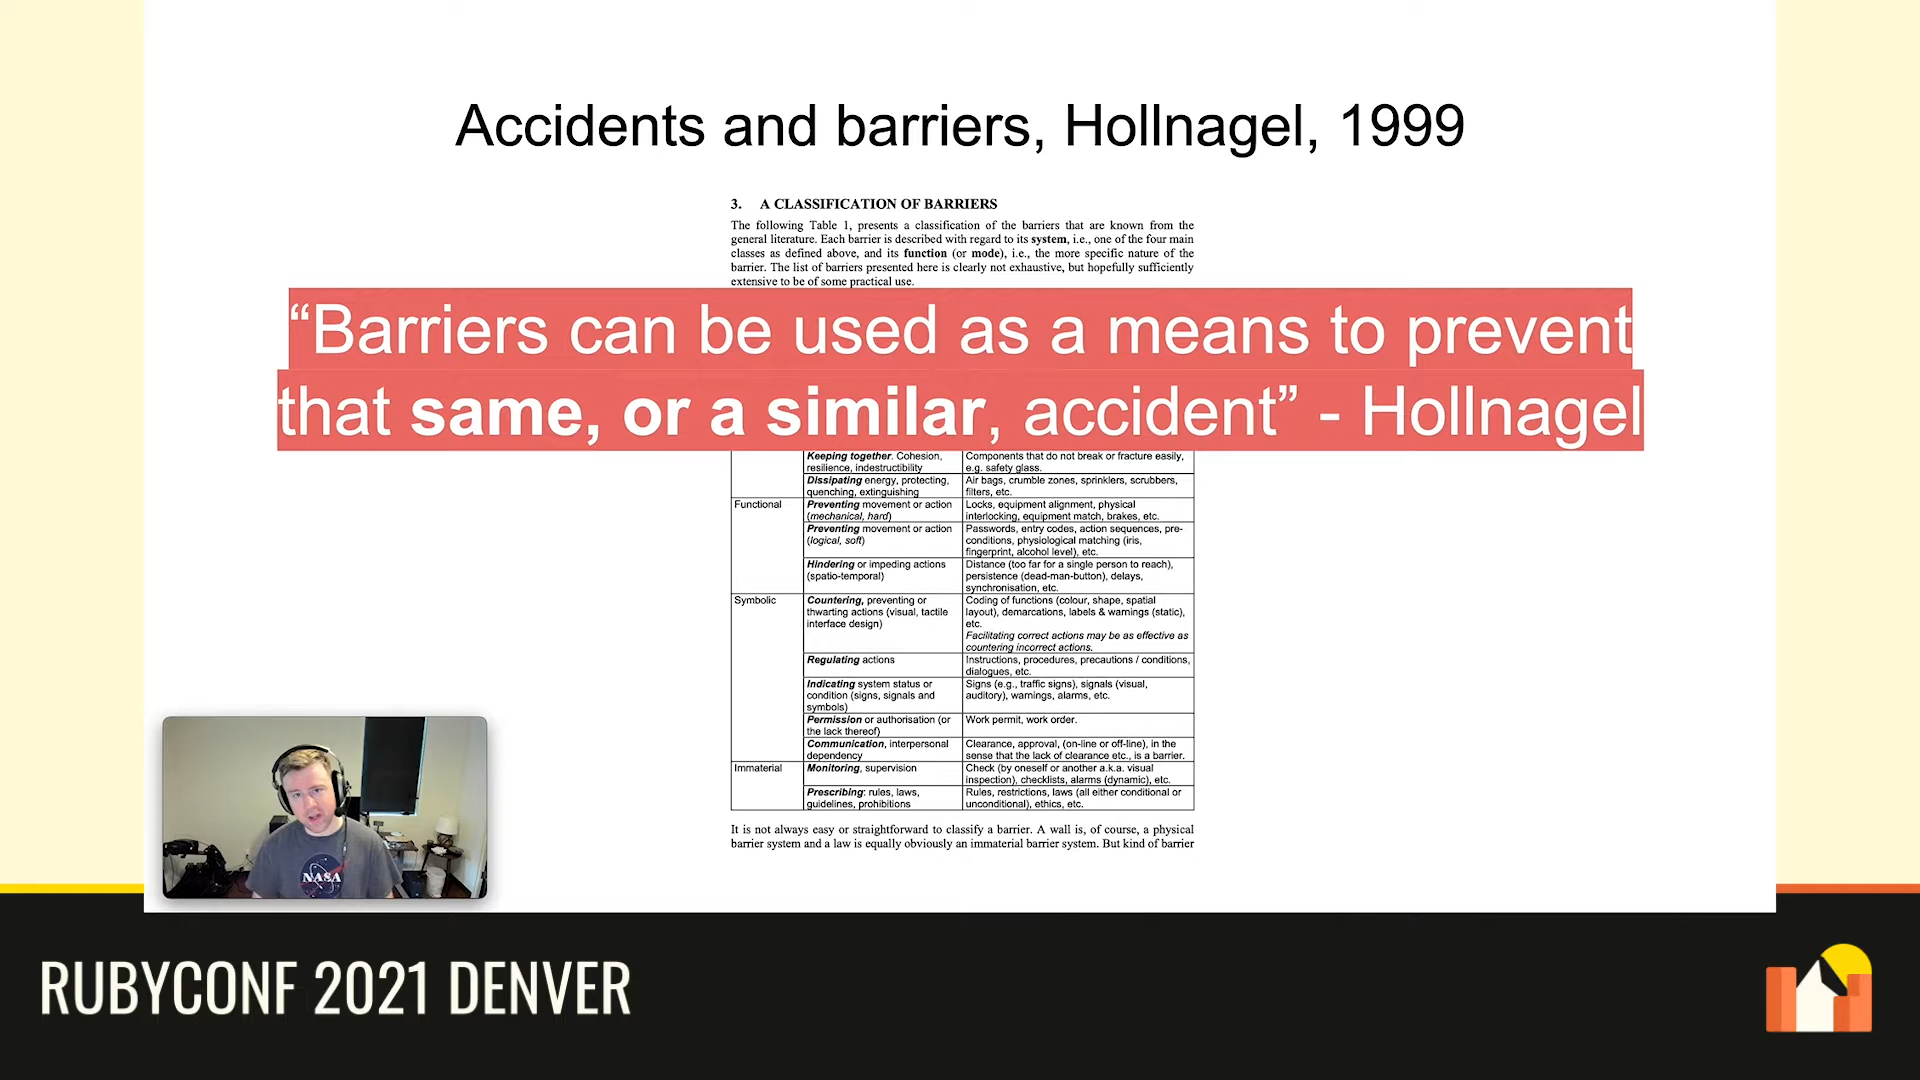 Accidents and barriers, Hollnagel, 1999
3. A CLASSIFICATION OF BARRIERS
The following Table 1, presents a classification of the barriers that are known from the
general literature. Each barrier is described with regard to its system, i.e., one of the four main
classes as defined above, and its function (or mode), i.e., the more specific nature of the
barrier. The list of barriers presented here is clearly not exhaustive, but hopefully sufficiently
extensive to be of some practical use.
“Barriers can be used as a means to prevent
that same, or a similar, accident” - Hollnagel
Keeping together. Cohesion,
resilience, indestructibility
Components that do not break or fracture easily,
e.g. safety glass.
Dissipating energy, protecting,
quenching, extinguishing
Air bags, crumble zones, sprinklers, scrubbers,
filters, etc.
Functional
Preventing movement or action
(mechanical, hard)
Locks, equipment alignment, physical
interlocking, equipment match, brakes, etc.
Preventing movement or action
(logical, soft)
Passwords, entry codes, action sequences, pre-
conditions, physiological matching (iris,
fingerprint, alcohol level), etc.
Hindering or impeding actions
(spatio-temporal)
Distance (too far for a single person to reach),
persistence (dead-man-button), delays,
synchronisation, etc.
Symbolic
Countering, preventing or
thwarting actions (visual, tactile
interface design)
Coding of functions (colour, shape, spatial
layout), demarcations, labels & warnings (static),
etc.
Facilitating correct actions may be as effective as
countering incorrect actions.
Regulating actions
Instructions, procedures, precautions / conditions,
dialogues, etc.
Indicating system status or
condition (signs, signals and
symbols)
Signs (e.g., traffic signs), signals (visual,
auditory), warnings, alarms, etc.
Permission or authorisation (or
the lack thereof)
Work permit, work order.
Communication, interpersonal
dependency
Clearance, approval, (on-line or off-line), in the
sense that the lack of clearance etc., is a barrier.
Immaterial
Monitoring, supervision
Check (by oneself or another a.k.a. visual
inspection), checklists, alarms (dynamic), etc.
Prescribing: rules, laws,
guidelines, prohibitions
Rules, restrictions, laws (all either conditional or
unconditional), ethics, etc.
It is not always easy or straightforward to classify a barrier. A wall is, of course, a physical
barrier system and a law is equally obviously an immaterial barrier system. But kind of barrier
NASA
RUBYCONF 2021 DENVER